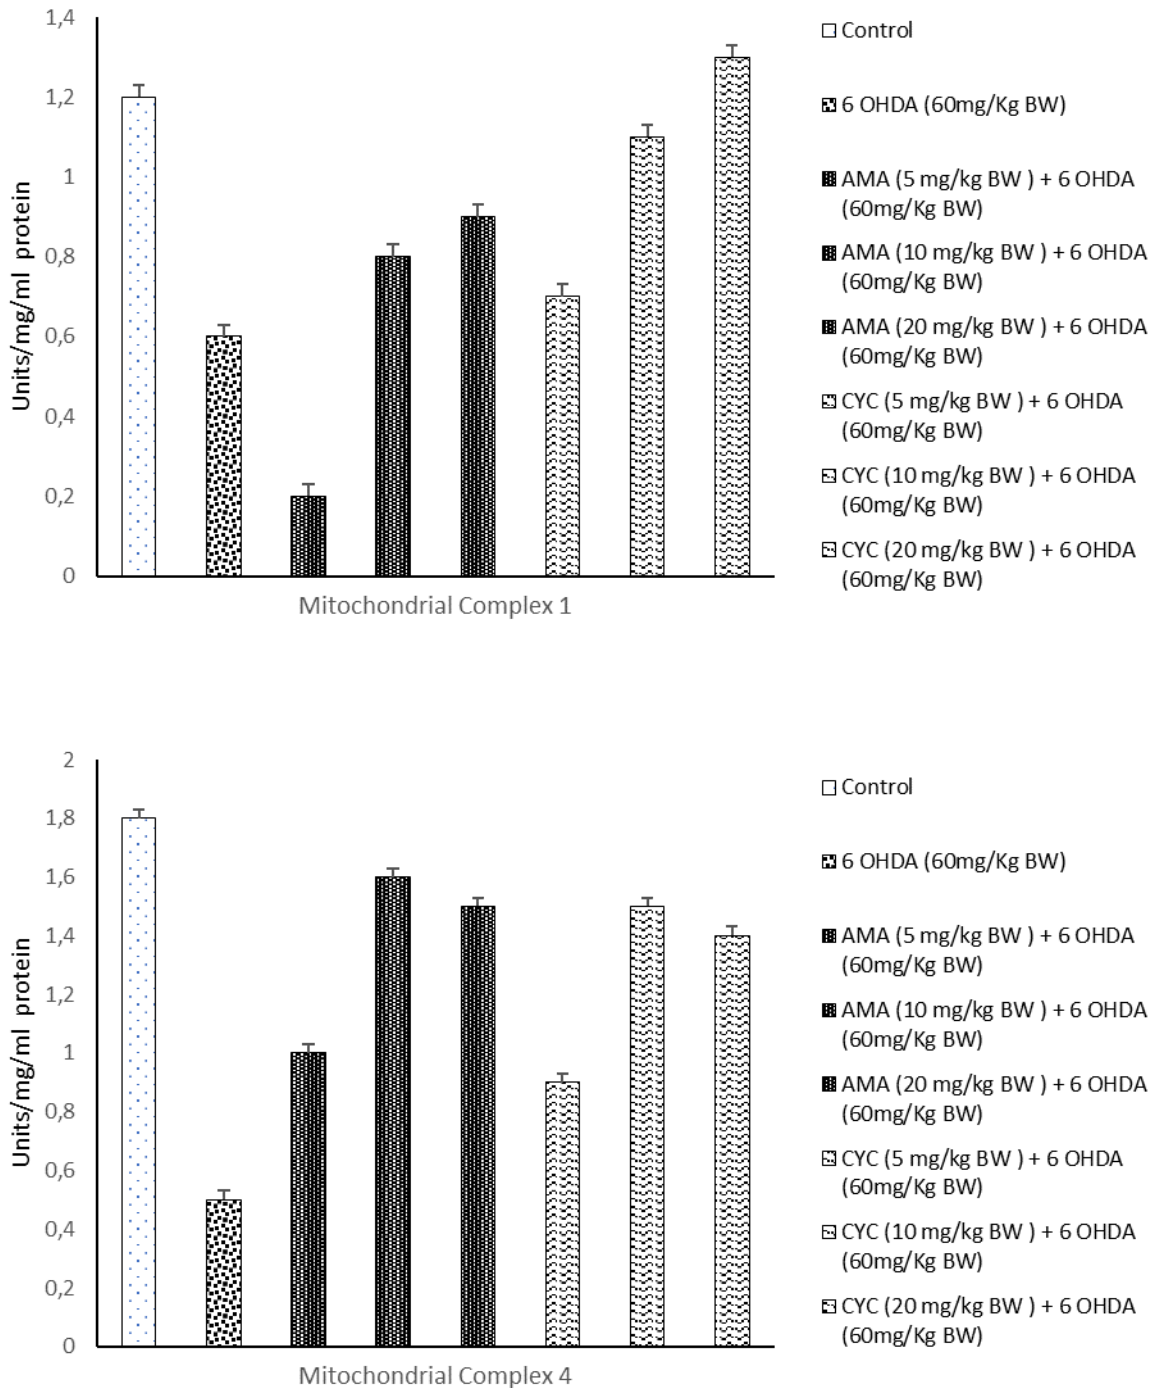 1,4
1,2
1
0,8
0,6
0,4
0,2
0
Units/mg/ml protein
Mitochondrial Complex 1
Control
6 OHDA (60mg/Kg BW)
AMA (5 mg/kg BW ) + 6 OHDA
(60mg/Kg BW)
AMA (10 mg/kg BW ) + 6 OHDA
(60mg/Kg BW)
AMA (20 mg/kg BW ) + 6 OHDA
(60mg/Kg BW)
CYC (5 mg/kg BW ) + 6 OHDA
(60mg/Kg BW)
CYC (10 mg/kg BW ) + 6 OHDA
(60mg/Kg BW)
CYC (20 mg/kg BW ) + 6 OHDA
(60mg/Kg BW)
2
1,8
1,6
1,4
1,2
1
0,8
0,6
0,4
0,2
0
Units/mg/ml protein
Mitochondrial Complex 4
Control
6 OHDA (60mg/Kg BW)
AMA (5 mg/kg BW ) + 6 OHDA
(60mg/Kg BW)
AMA (10 mg/kg BW ) + 6 OHDA
(60mg/Kg BW)
AMA (20 mg/kg BW ) + 6 OHDA
(60mg/Kg BW)
CYC (5 mg/kg BW ) + 6 OHDA
(60mg/Kg BW)
CYC (10 mg/kg BW ) + 6 OHDA
(60mg/Kg BW)
CYC (20 mg/kg BW ) + 6 OHDA
(60mg/Kg BW)